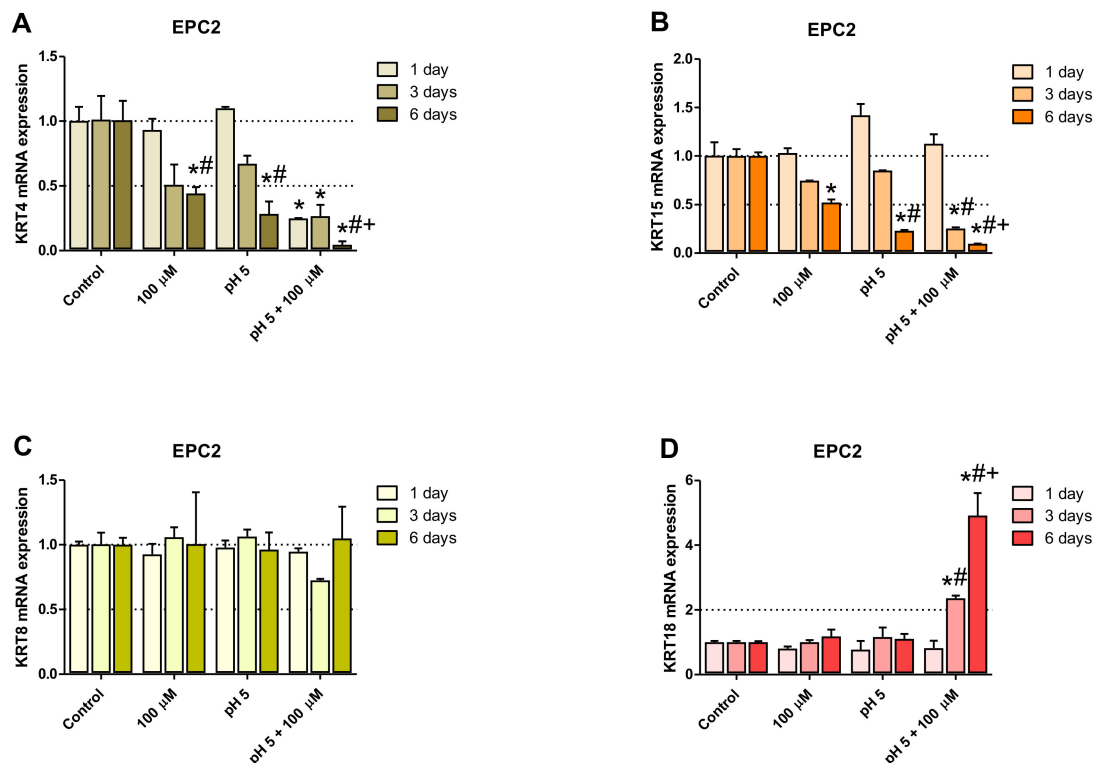 A
EPC2
KRT4 mRNA expression
1.5
1.0
0.5
0.0
*#
*#
*
*
*#+
Control
100 µM
pH 5
pH 5 + 100 µM
1 day
3 days
6 days
B
EPC2
KRT15 mRNA expression
2.0
1.5
1.0
0.5
0.0
*
*#
*#
*#+
Control
100 µM
pH 5
pH 5 + 100 µM
1 day
3 days
6 days
C
EPC2
KRT8 mRNA expression
1.5
1.0
0.5
0.0
Control
100 µM
pH 5
pH 5 + 100 µM
1 day
3 days
6 days
D
EPC2
KRT18 mRNA expression
6
4
2
0
*#
*#+
Control
100 µM
pH 5
pH 5 + 100 µM
1 day
3 days
6 days